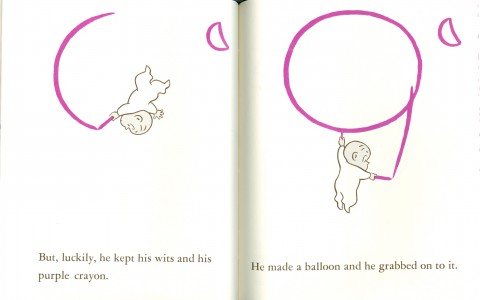 But, luckily, he kept his wits and his
purple crayon.
He made a balloon and he grabbed on to it.